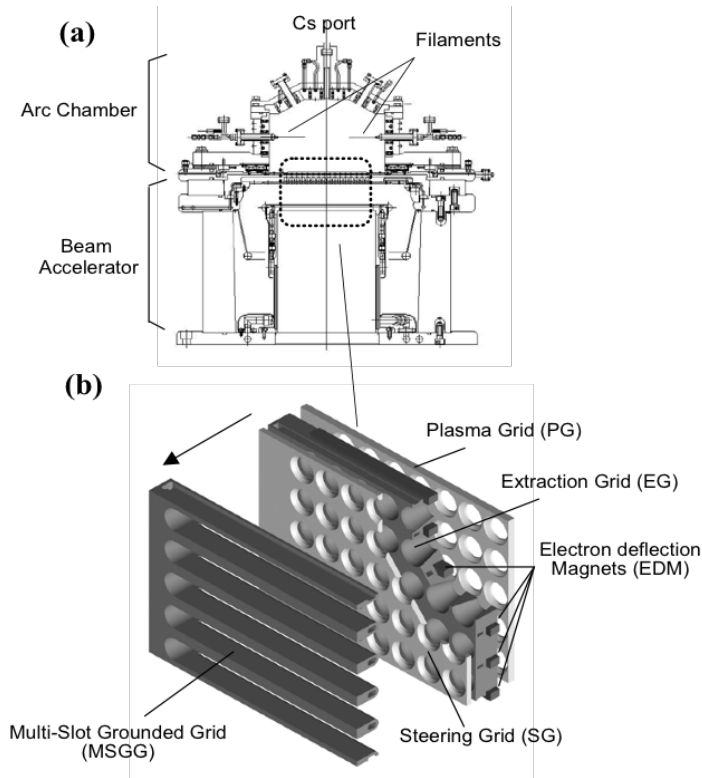 (a)
Cs port
Filaments
Arc Chamber
Beam
Accelerator
(b)
Plasma Grid (PG)
Extraction Grid (EG)
Electron deflection
Magnets (EDM)
Multi-Slot Grounded Grid
(MSGG)
Steering Grid (SG)